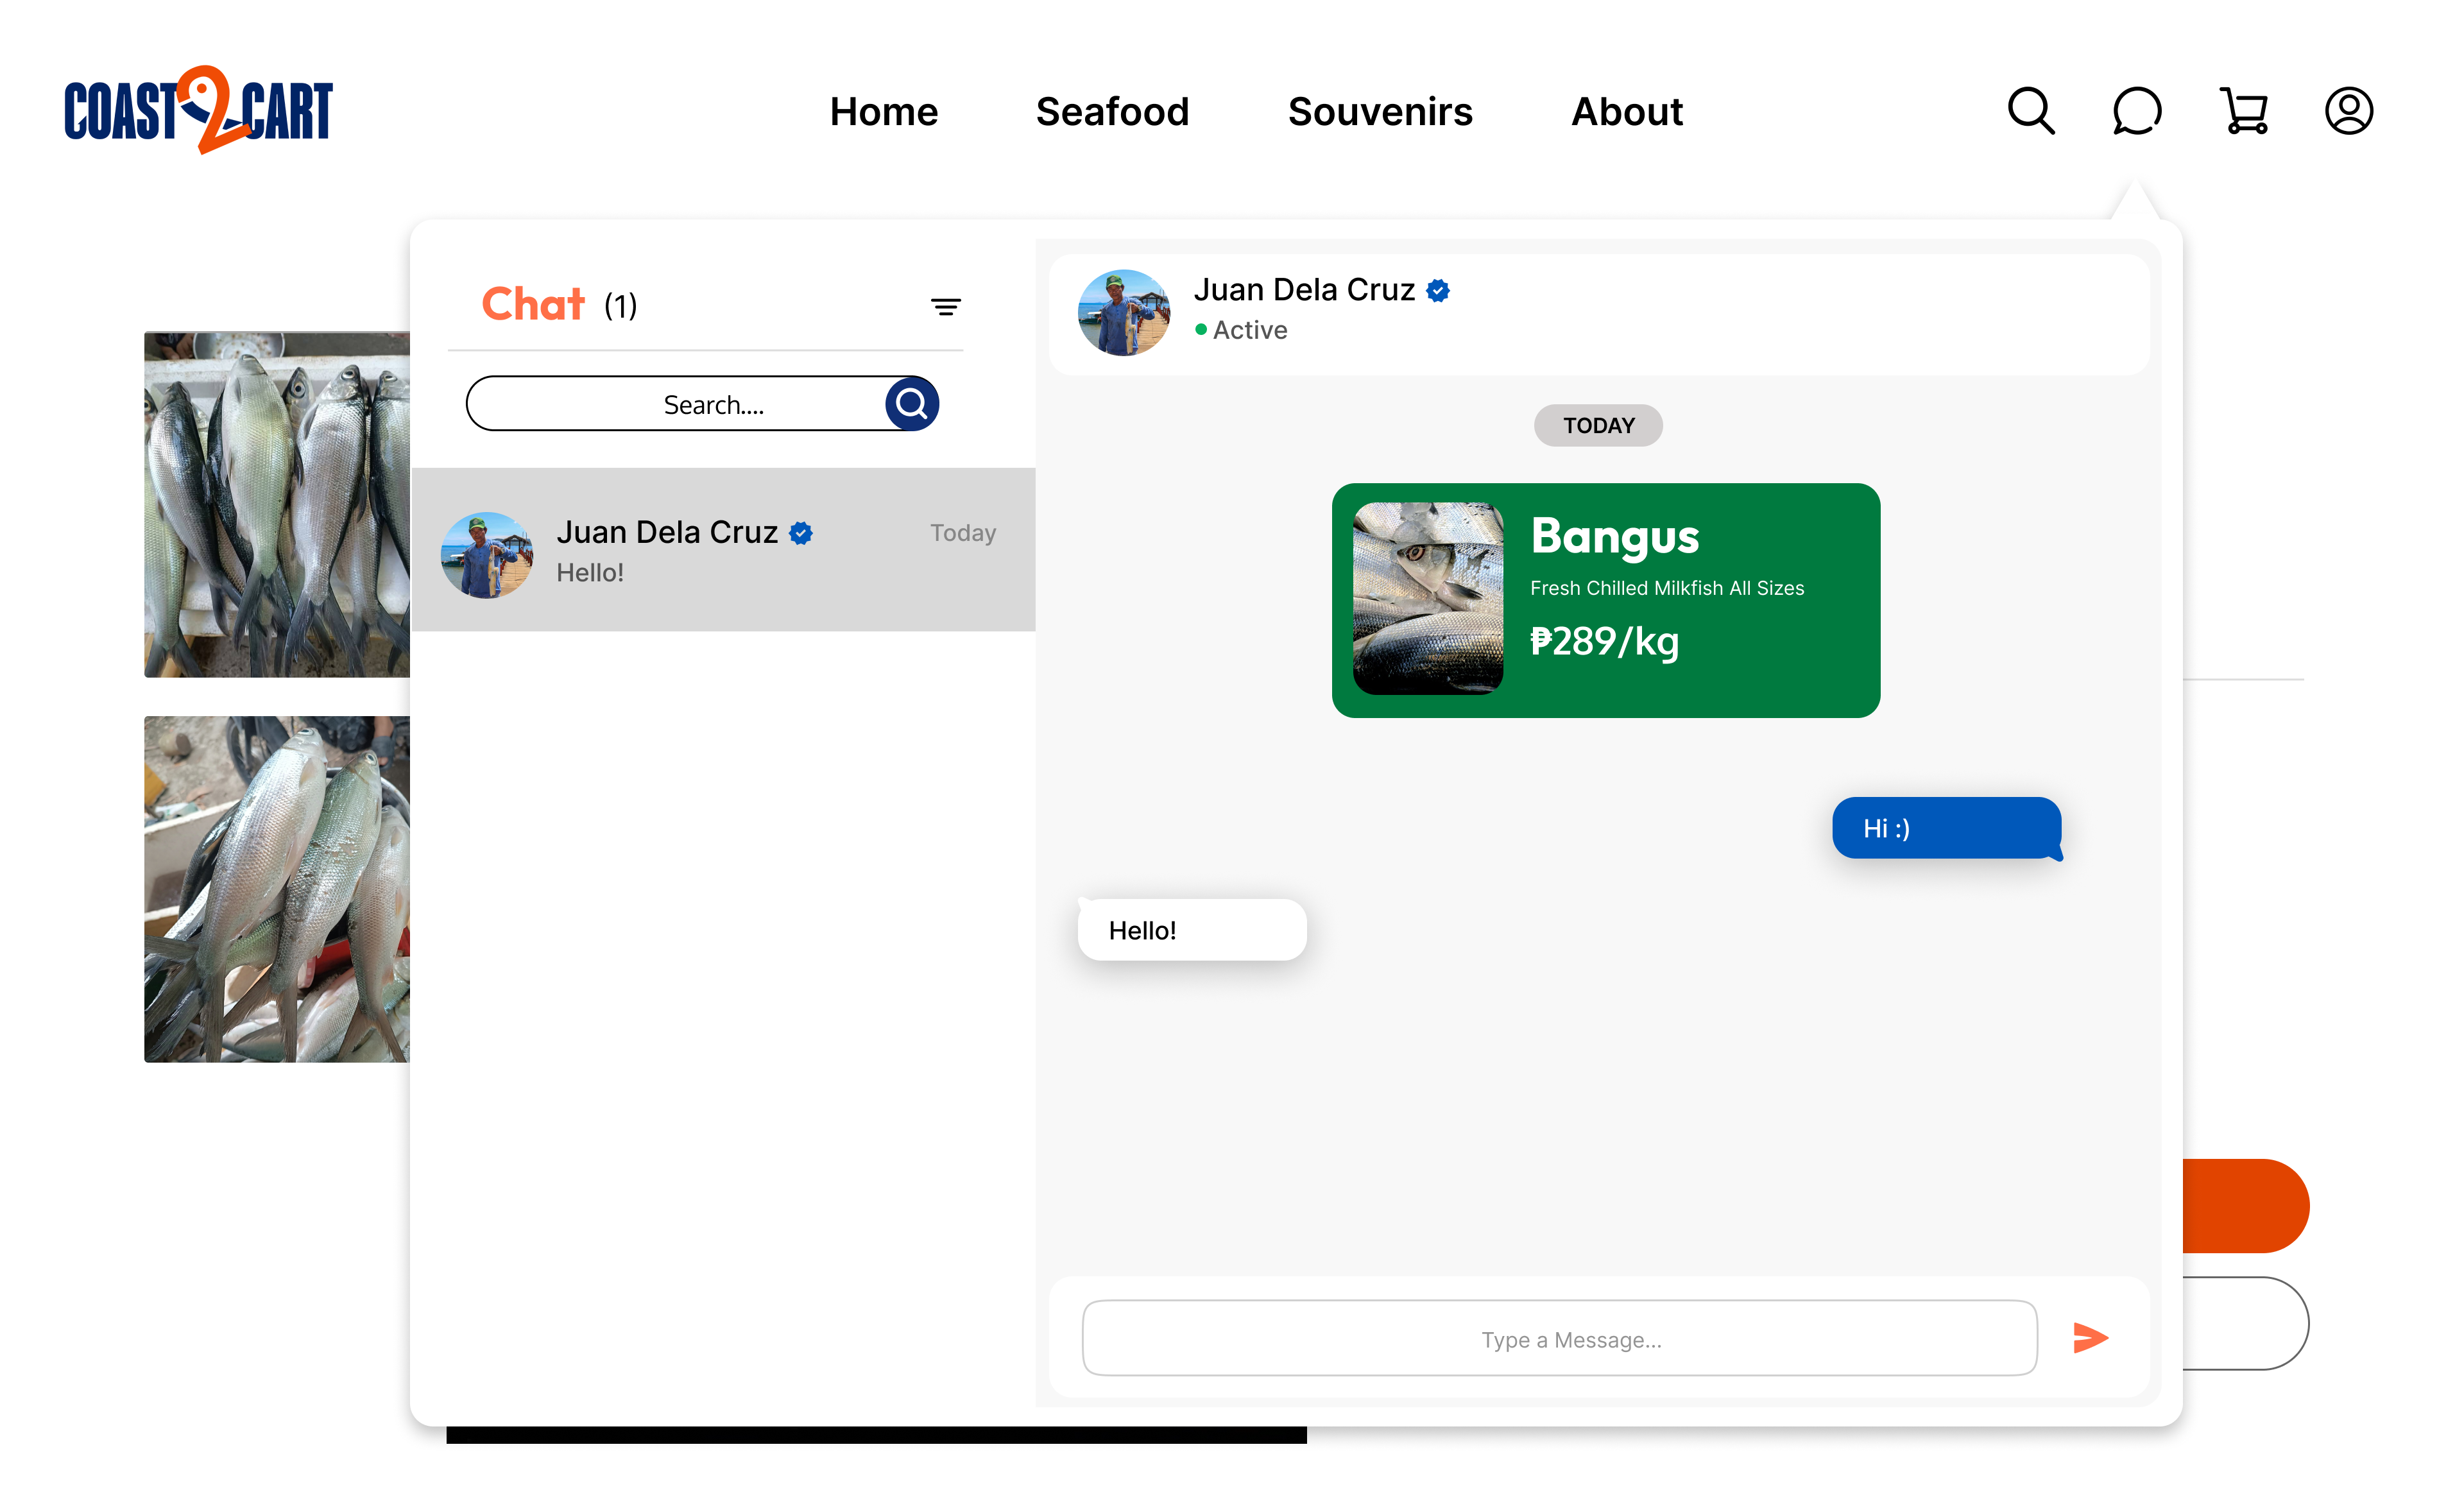 COAST2CART
Home
Seafood
Souvenirs
About
Chat (1)
Search....
Juan Dela Cruz
Today
Hello!
Juan Dela Cruz
Active
TODAY
Bangus
Fresh Chilled Milkfish All Sizes
₱289/kg
Hi :)
Hello!
Type a Message...